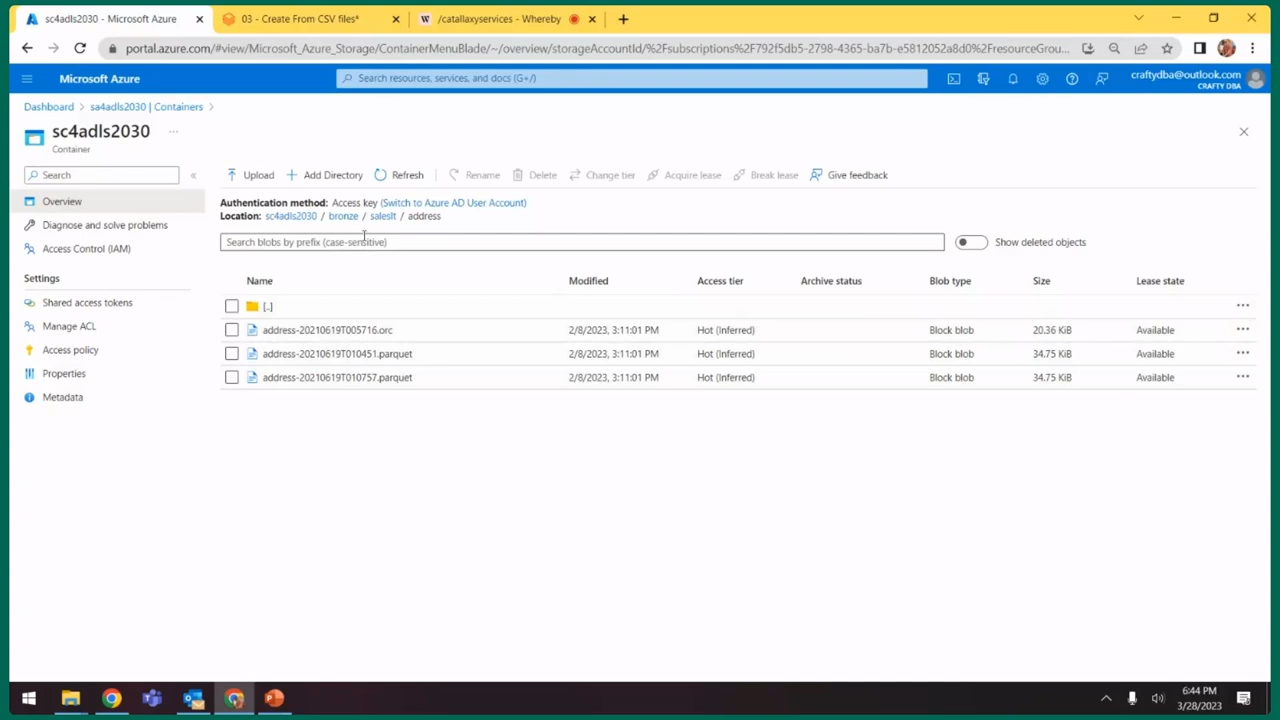 sc4adls2030 - Microsoft Azure
03 - Create From CSV files*
/catallaxyservices - Whereby
portal.azure.com/#view/Microsoft_Azure_Storage/ContainerMenuBlade/~/overview/storageAccountId/%2Fsubscriptions%2F792f5db5-2798-4365-ba7b-e5812052a8d0%2FresourceGrou...
Microsoft Azure
Search resources, services, and docs (G+/)
craftydba@outlook.com
CRAFTY DBA
Dashboard > sa4adls2030 | Containers >
sc4adls2030 ...
Container
Search
«
Upload
Add Directory
Refresh
Rename
Delete
Change tier
Acquire lease
Break lease
Give feedback
Overview
Diagnose and solve problems
Access Control (IAM)
Settings
Shared access tokens
Manage ACL
Access policy
Properties
Metadata
Authentication method: Access key (Switch to Azure AD User Account)
Location: sc4adls2030 / bronze / saleslt / address
Search blobs by prefix (case-sensitive)
Show deleted objects
Name Modified Access tier Archive status Blob type Size Lease state
[..] ...
address-20210619T005716.orc 2/8/2023, 3:11:01 PM Hot (Inferred) Block blob 20.36 KiB Available ...
address-20210619T010451.parquet 2/8/2023, 3:11:01 PM Hot (Inferred) Block blob 34.75 KiB Available ...
address-20210619T010757.parquet 2/8/2023, 3:11:01 PM Hot (Inferred) Block blob 34.75 KiB Available ...
6:44 PM
3/28/2023